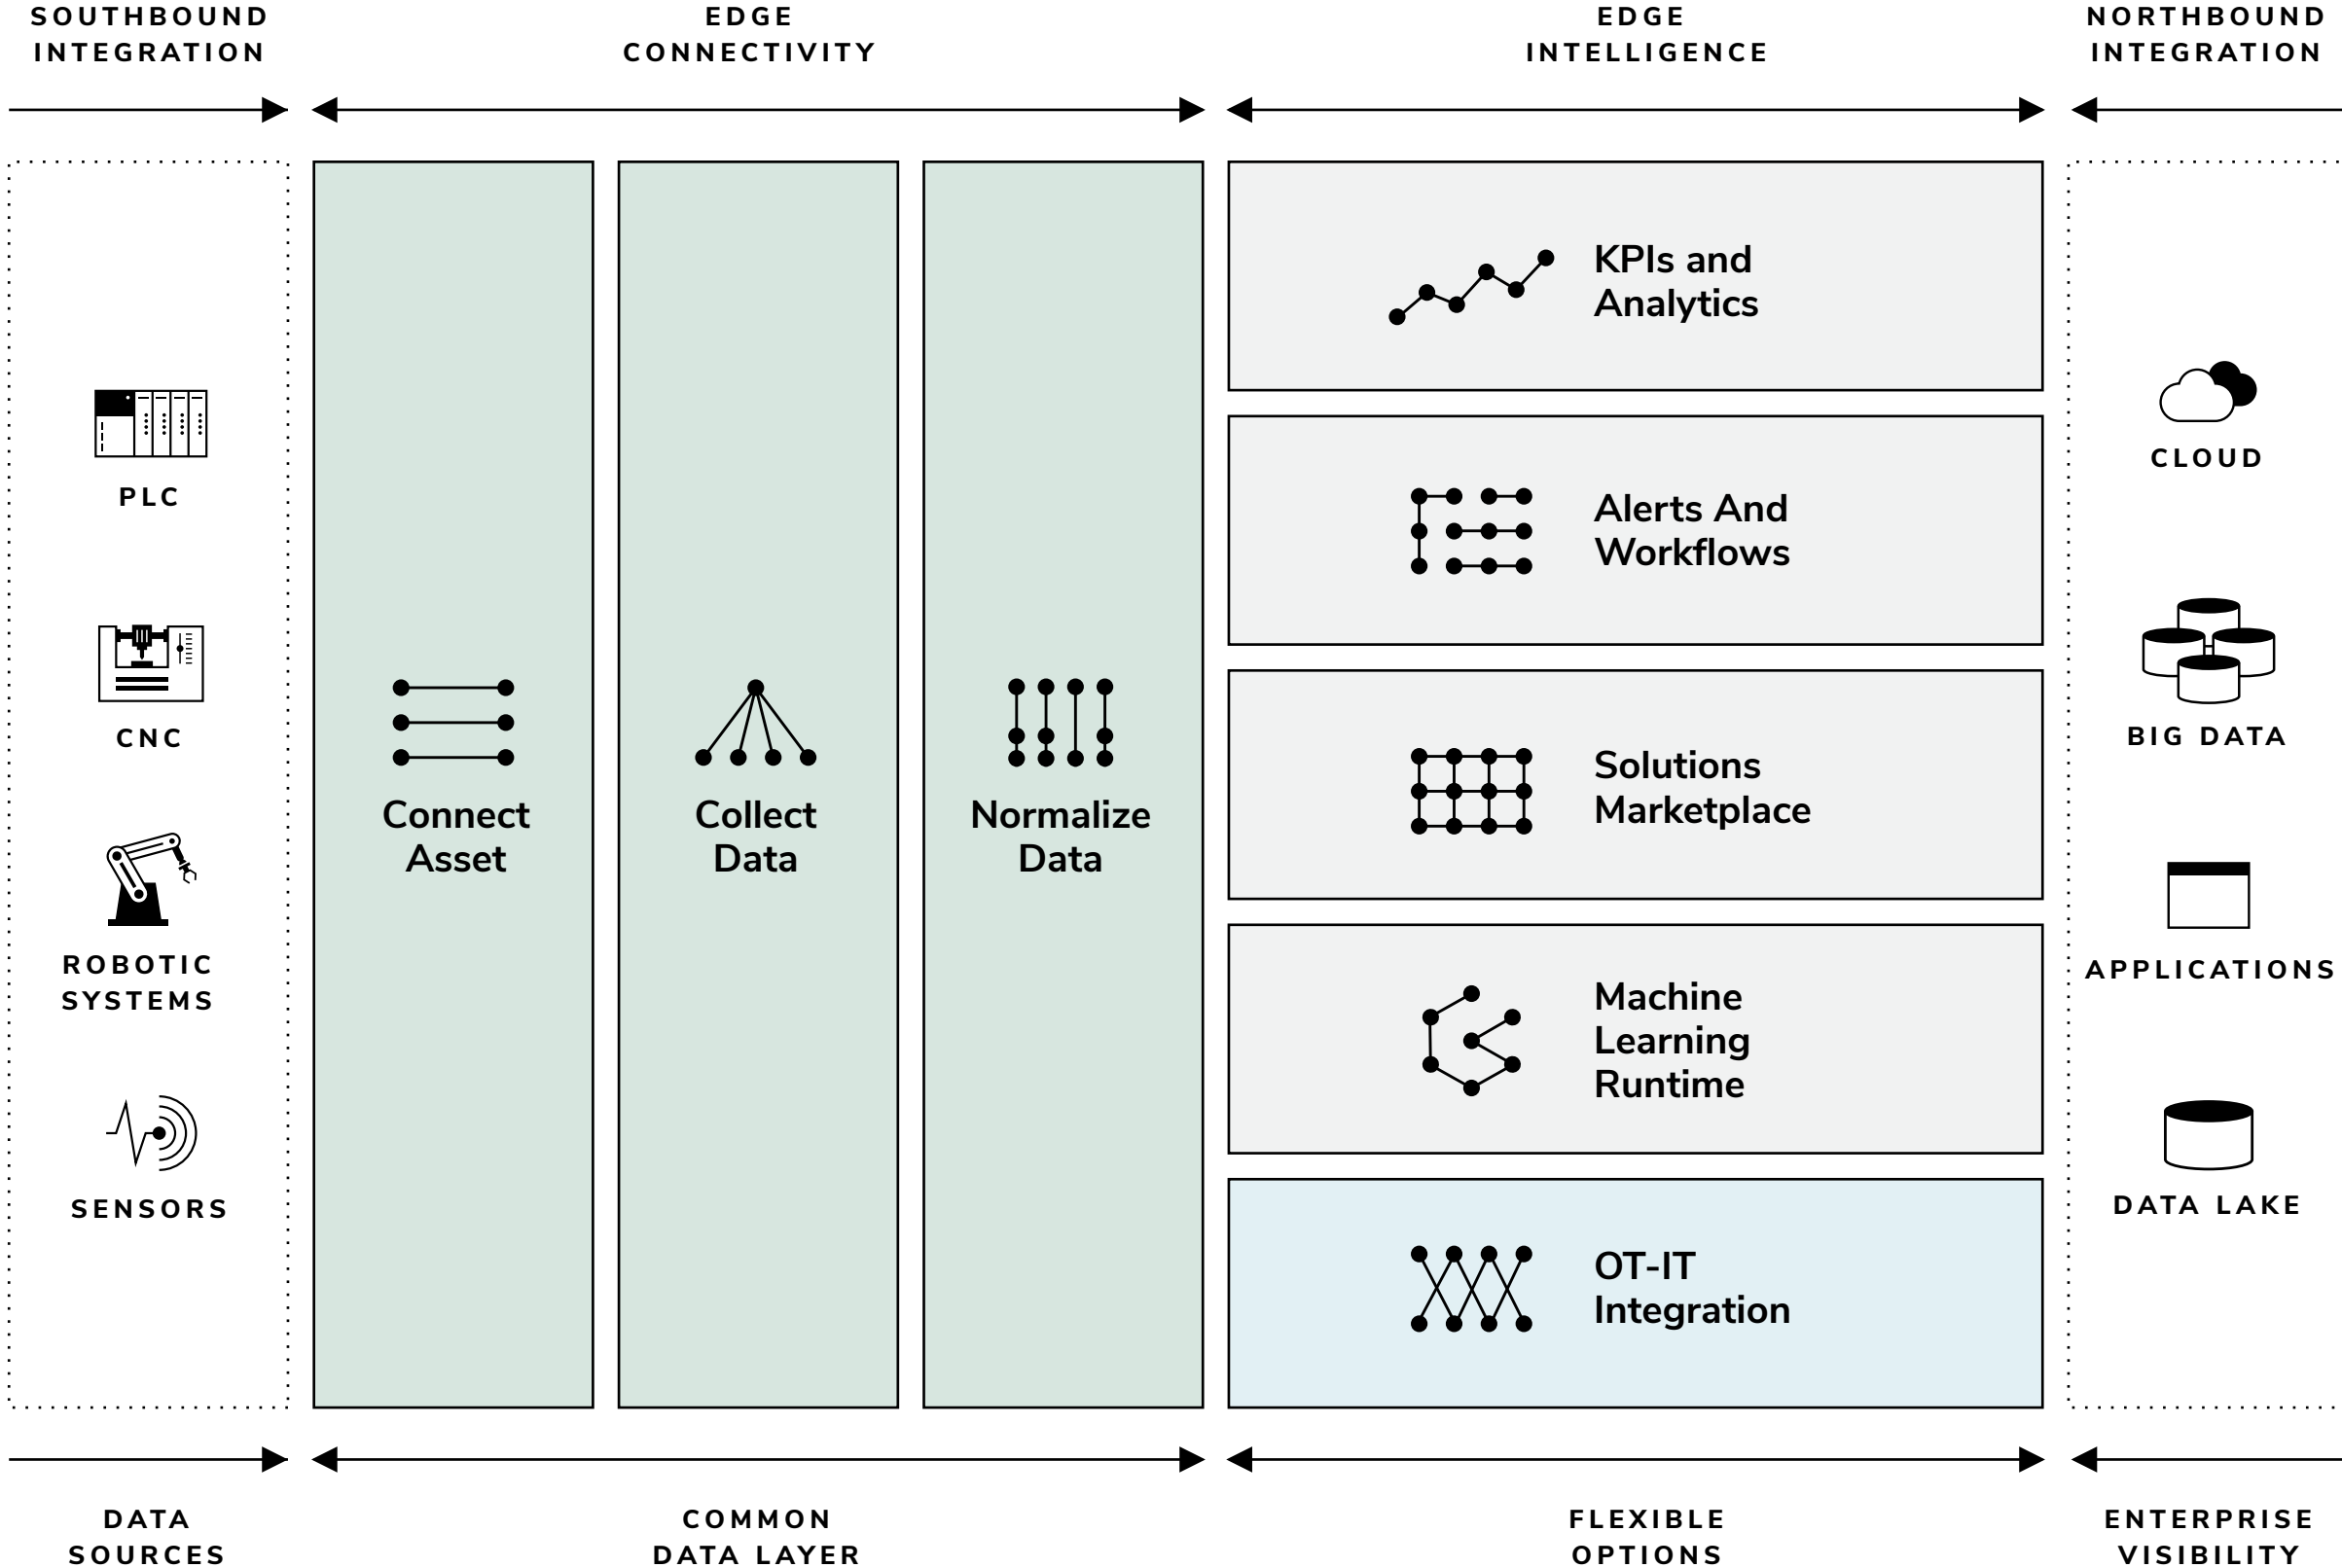 SOUTHBOUND
INTEGRATION
EDGE
CONNECTIVITY
EDGE
INTELLIGENCE
NORTHBOUND
INTEGRATION
PLC
CNC
ROBOTIC
SYSTEMS
SENSORS
Connect
Asset
Collect
Data
Normalize
Data
KPIs and
Analytics
Alerts And
Workflows
Solutions
Marketplace
Machine
Learning
Runtime
OT-IT
Integration
CLOUD
BIG DATA
APPLICATIONS
DATA LAKE
DATA
SOURCES
COMMON
DATA LAYER
FLEXIBLE
OPTIONS
ENTERPRISE
VISIBILITY